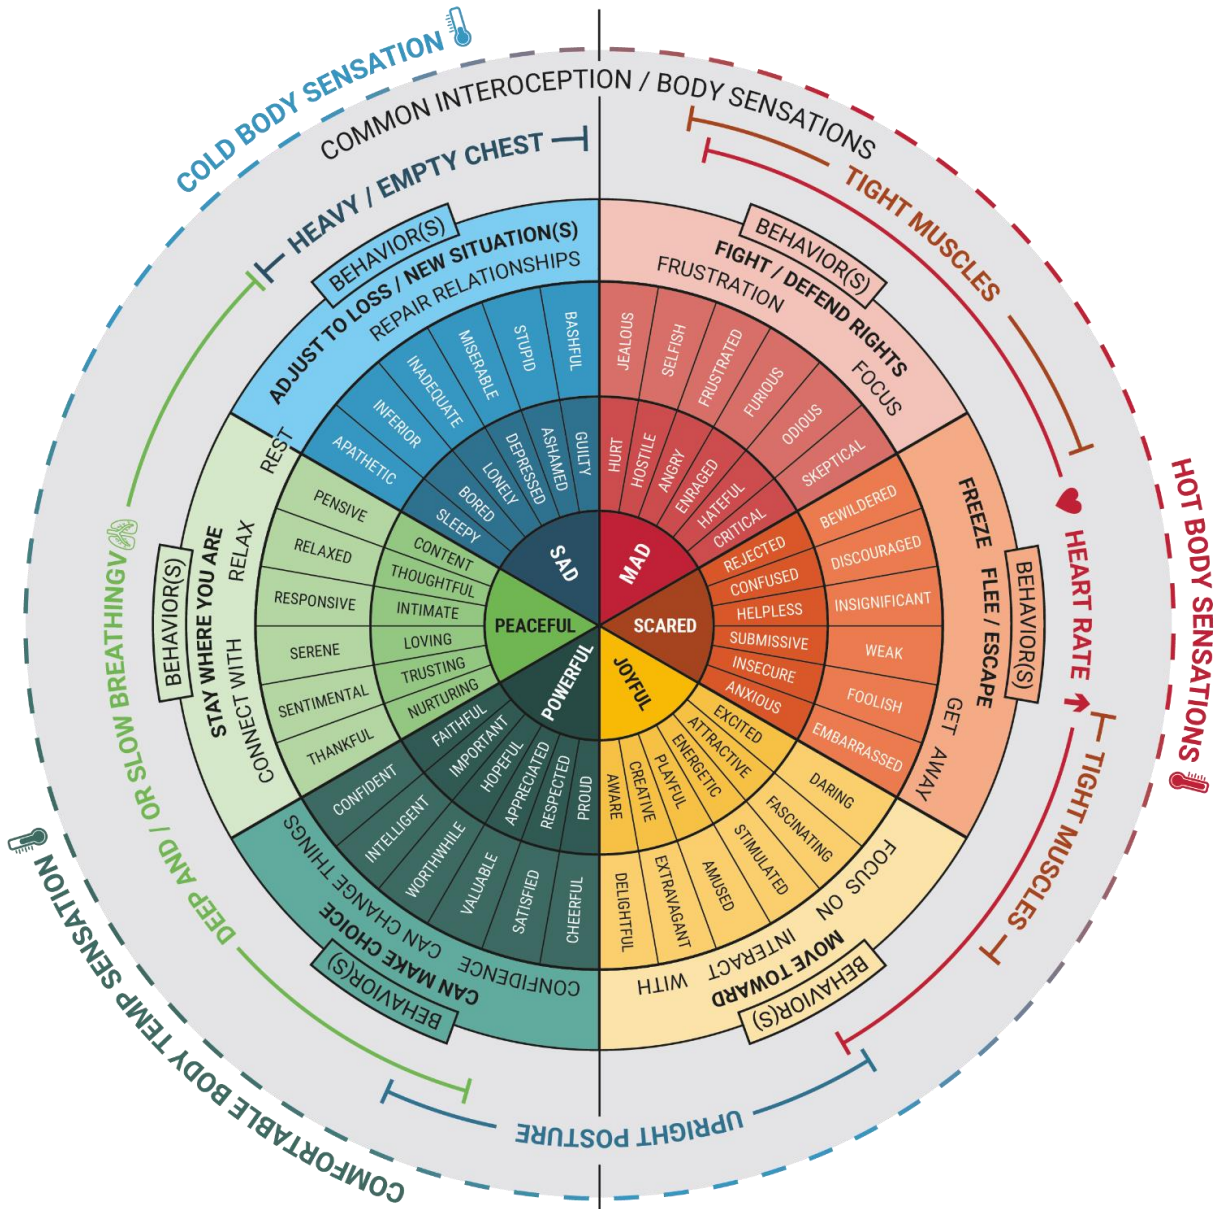 COLD BODY SENSATION
COMMON INTEROCEPTION / BODY SENSATIONS
HEAVY / EMPTY CHEST
TIGHT MUSCLES
HEART RATE
HOT BODY SENSATIONS
TIGHT MUSCLES
UPRIGHT POSTURE
DEEP AND / OR SLOW BREATHINGV
COMFORTABLE BODY TEMP SENSATION
BEHAVIOR(S)
ADJUST TO LOSS / NEW SITUATION(S)
REPAIR RELATIONSHIPS
REST
BEHAVIOR(S)
FIGHT / DEFEND RIGHTS
FRUSTRATION
FOCUS
BEHAVIOR(S)
FREEZE FLEE / ESCAPE
GET AWAY
BEHAVIOR(S)
MOVE TOWARD
FOCUS ON
INTERACT WITH
BEHAVIOR(S)
CAN MAKE CHOICE
CONFIDENCE CAN CHANGE THINGS
BEHAVIOR(S)
STAY WHERE YOU ARE
CONNECT WITH RELAX
SAD
GUILTY
ASHAMED
DEPRESSED
LONELY
BORED
SLEEPY
BASHFUL
STUPID
MISERABLE
INADEQUATE
INFERIOR
APATHETIC
MAD
HURT
HOSTILE
ANGRY
ENRAGED
HATEFUL
CRITICAL
JEALOUS
SELFISH
FRUSTRATED
FURIOUS
ODIOUS
SKEPTICAL
SCARED
REJECTED
CONFUSED
HELPLESS
SUBMISSIVE
INSECURE
ANXIOUS
BEWILDERED
DISCOURAGED
INSIGNIFICANT
WEAK
FOOLISH
EMBARRASSED
JOYFUL
EXCITED
ATTRACTIVE
ENERGETIC
PLAYFUL
CREATIVE
AWARE
DARING
FASCINATING
STIMULATED
AMUSED
EXTRAVAGANT
DELIGHTFUL
POWERFUL
PROUD
RESPECTED
APPRECIATED
HOPEFUL
IMPORTANT
FAITHFUL
CHEERFUL
SATISFIED
VALUABLE
WORTHWHILE
INTELLIGENT
CONFIDENT
PEACEFUL
NURTURING
TRUSTING
LOVING
INTIMATE
THOUGHTFUL
CONTENT
THANKFUL
SENTIMENTAL
SERENE
RESPONSIVE
RELAXED
PENSIVE